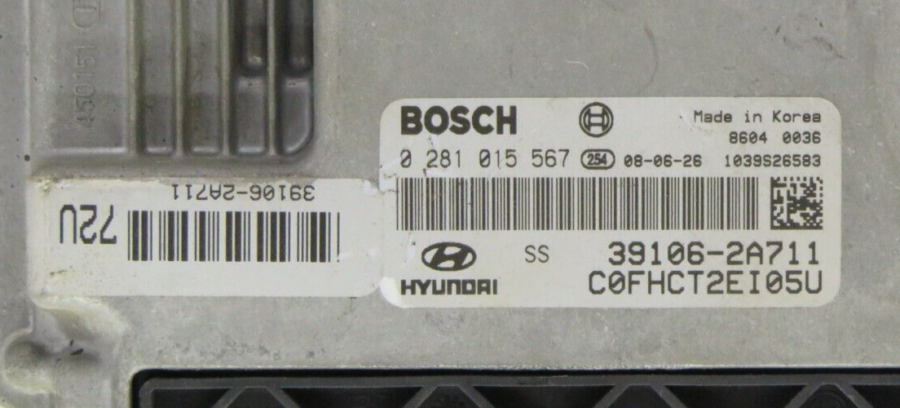 450151
BOSCH
Made in Korea
8604 0036
0 281 015 567 254 08-06-26 1039S26583
39106-2A711
72U
HYUNDAI
SS
39106-2A711
C0FHCT2EI05U